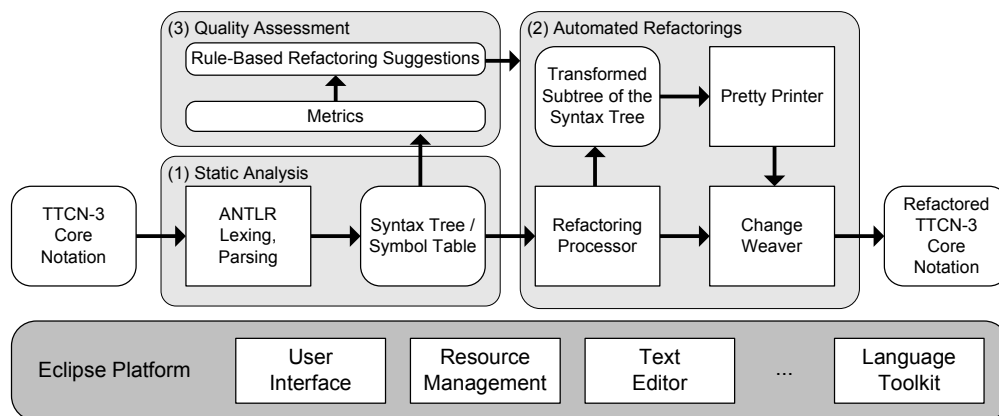 (3) Quality Assessment
Rule-Based Refactoring Suggestions
Metrics
(2) Automated Refactorings
Transformed
Subtree of the
Syntax Tree
Pretty Printer
(1) Static Analysis
TTCN-3
Core
Notation
ANTLR
Lexing,
Parsing
Syntax Tree /
Symbol Table
Refactoring
Processor
Change
Weaver
Refactored
TTCN-3
Core
Notation
Eclipse Platform
User
Interface
Resource
Management
Text
Editor
...
Language
Toolkit